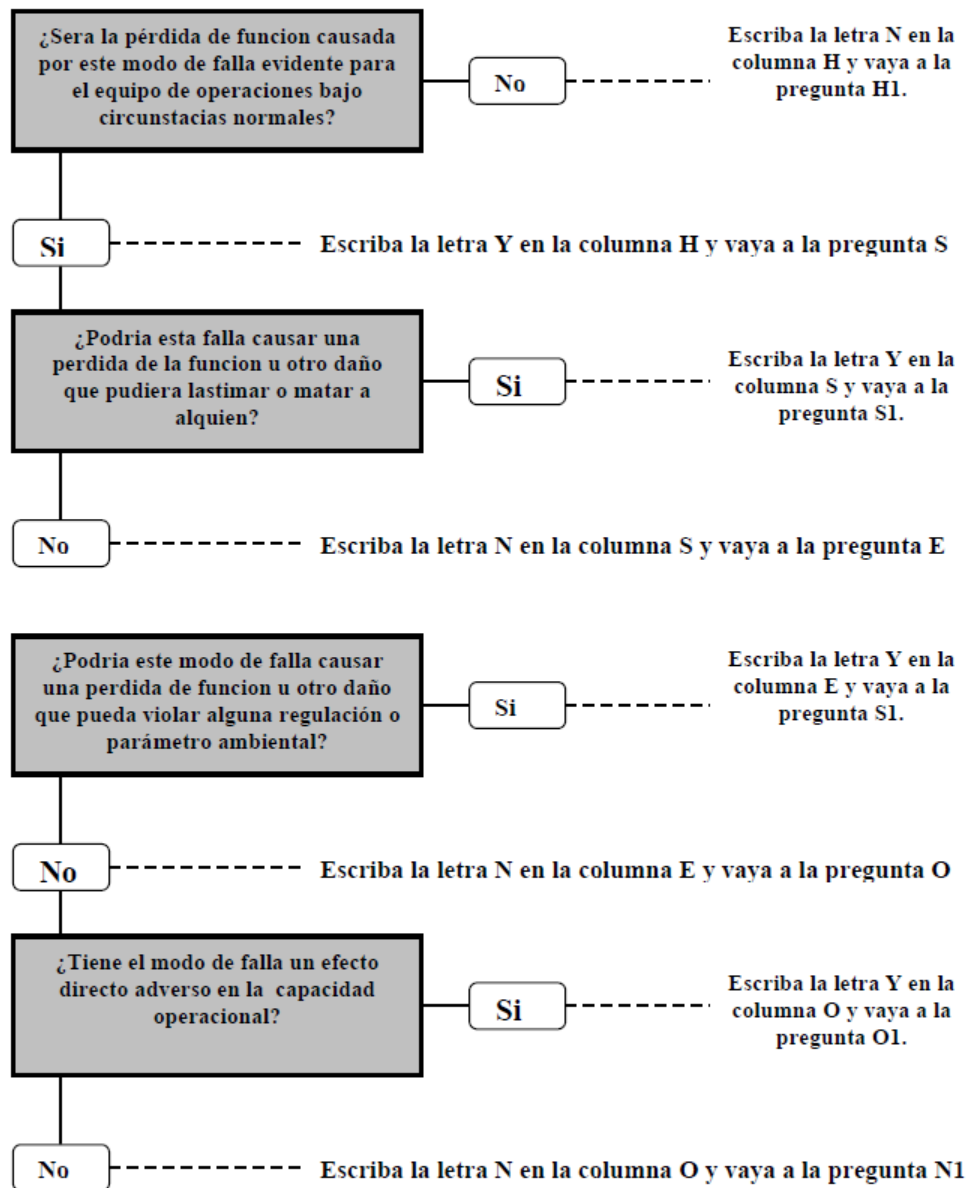 ¿Sera la pérdida de funcion causada
por este modo de falla evidente para
el equipo de operaciones bajo
circunstacias normales?
No
Escriba la letra N en la
columna H y vaya a la
pregunta H1.
Si
Escriba la letra Y en la columna H y vaya a la pregunta S
¿Podria esta falla causar una
perdida de la funcion u otro daño
que pudiera lastimar o matar a
alquien?
Si
Escriba la letra Y en la
columna S y vaya a la
pregunta S1.
No
Escriba la letra N en la columna S y vaya a la pregunta E
¿Podria este modo de falla causar
una perdida de funcion u otro daño
que pueda violar alguna regulación o
parámetro ambiental?
Si
Escriba la letra Y en la
columna E y vaya a la
pregunta S1.
No
Escriba la letra N en la columna E y vaya a la pregunta O
¿Tiene el modo de falla un efecto
directo adverso en la capacidad
operacional?
Si
Escriba la letra Y en la
columna O y vaya a la
pregunta O1.
No
Escriba la letra N en la columna O y vaya a la pregunta N1